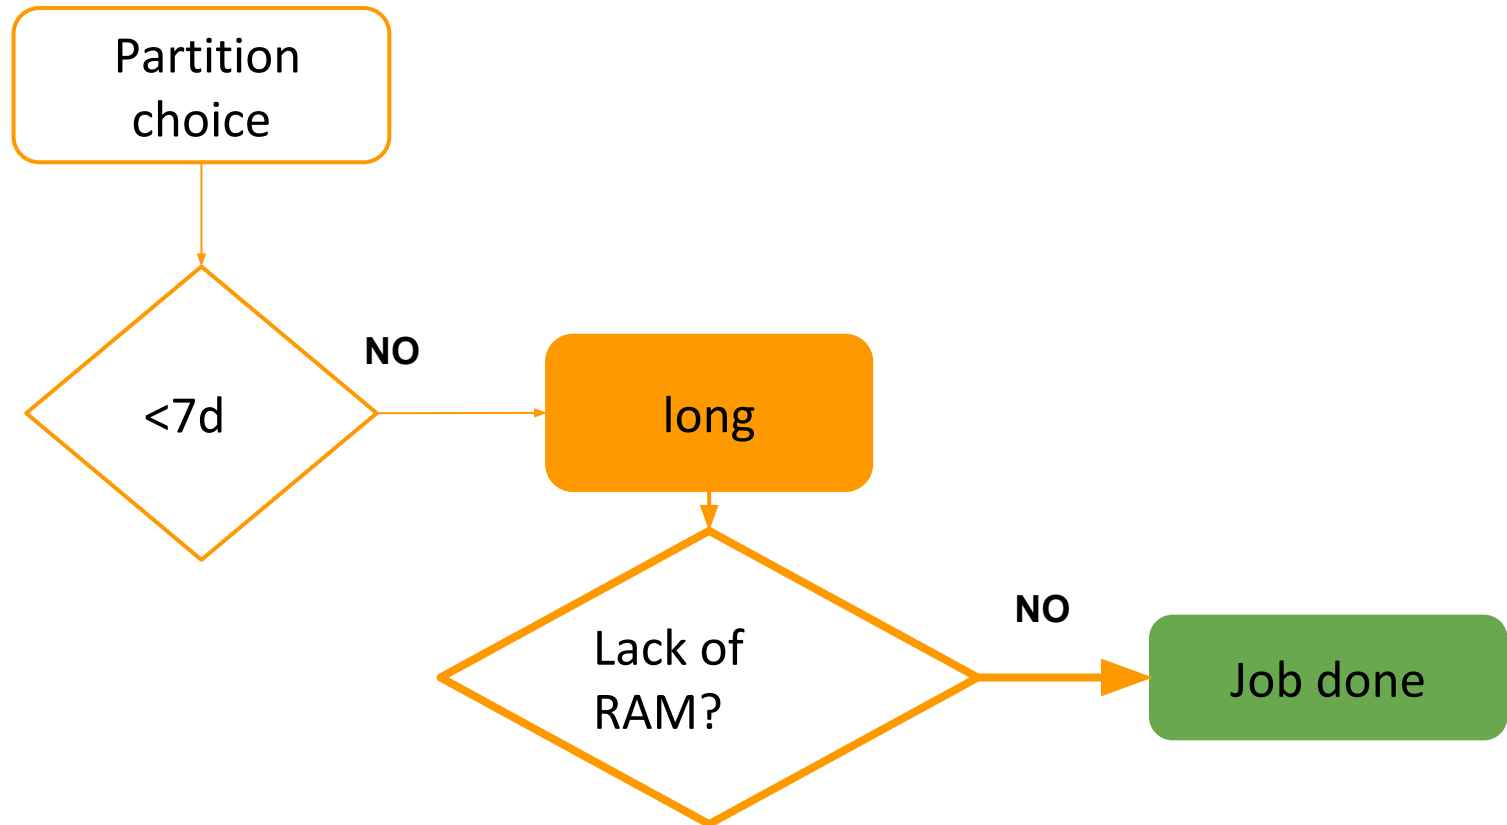 Partition
choice
NO
<7d
long
Lack of
RAM?
NO
Job done